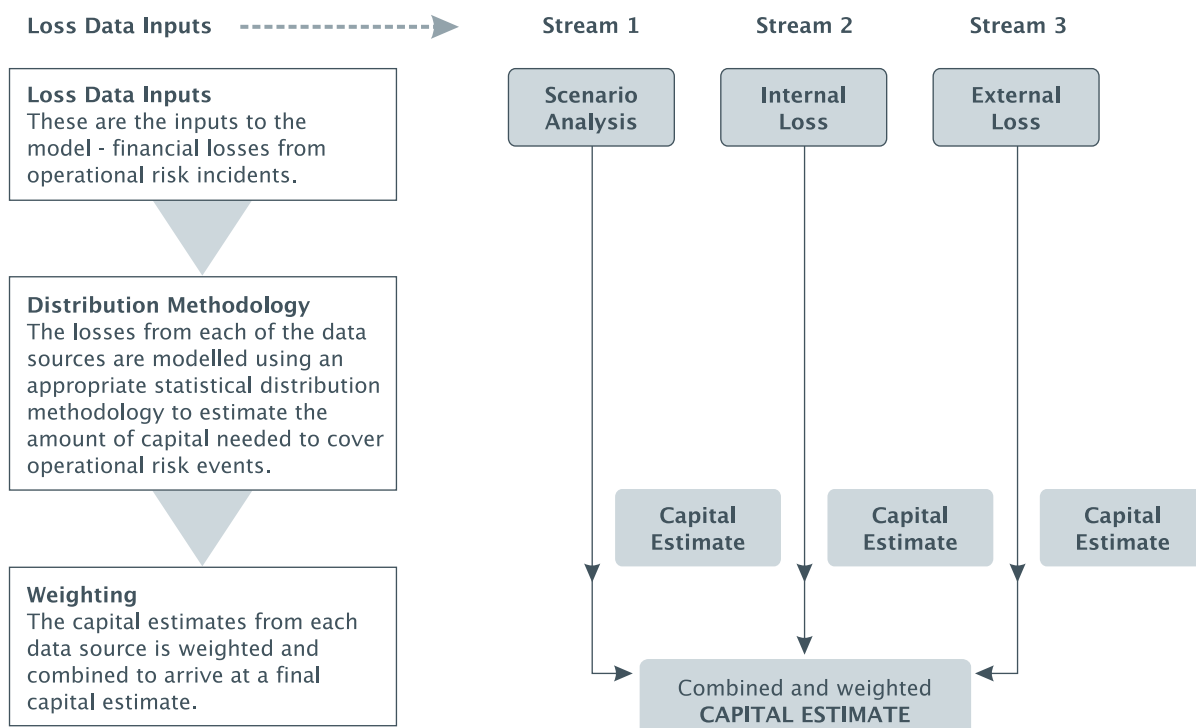 Loss Data Inputs
Stream 1
Stream 2
Stream 3
Loss Data Inputs
These are the inputs to the
model - financial losses from
operational risk incidents.
Scenario
Analysis
Internal
Loss
External
Loss
Distribution Methodology
The losses from each of the data
sources are modelled using an
appropriate statistical distribution
methodology to estimate the
amount of capital needed to cover
operational risk events.
Capital
Estimate
Capital
Estimate
Capital
Estimate
Weighting
The capital estimates from each
data source is weighted and
combined to arrive at a final
capital estimate.
Combined and weighted
CAPITAL ESTIMATE